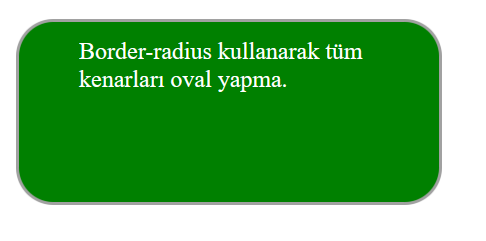 Border-radius kullanarak tüm
kenarları oval yapma.